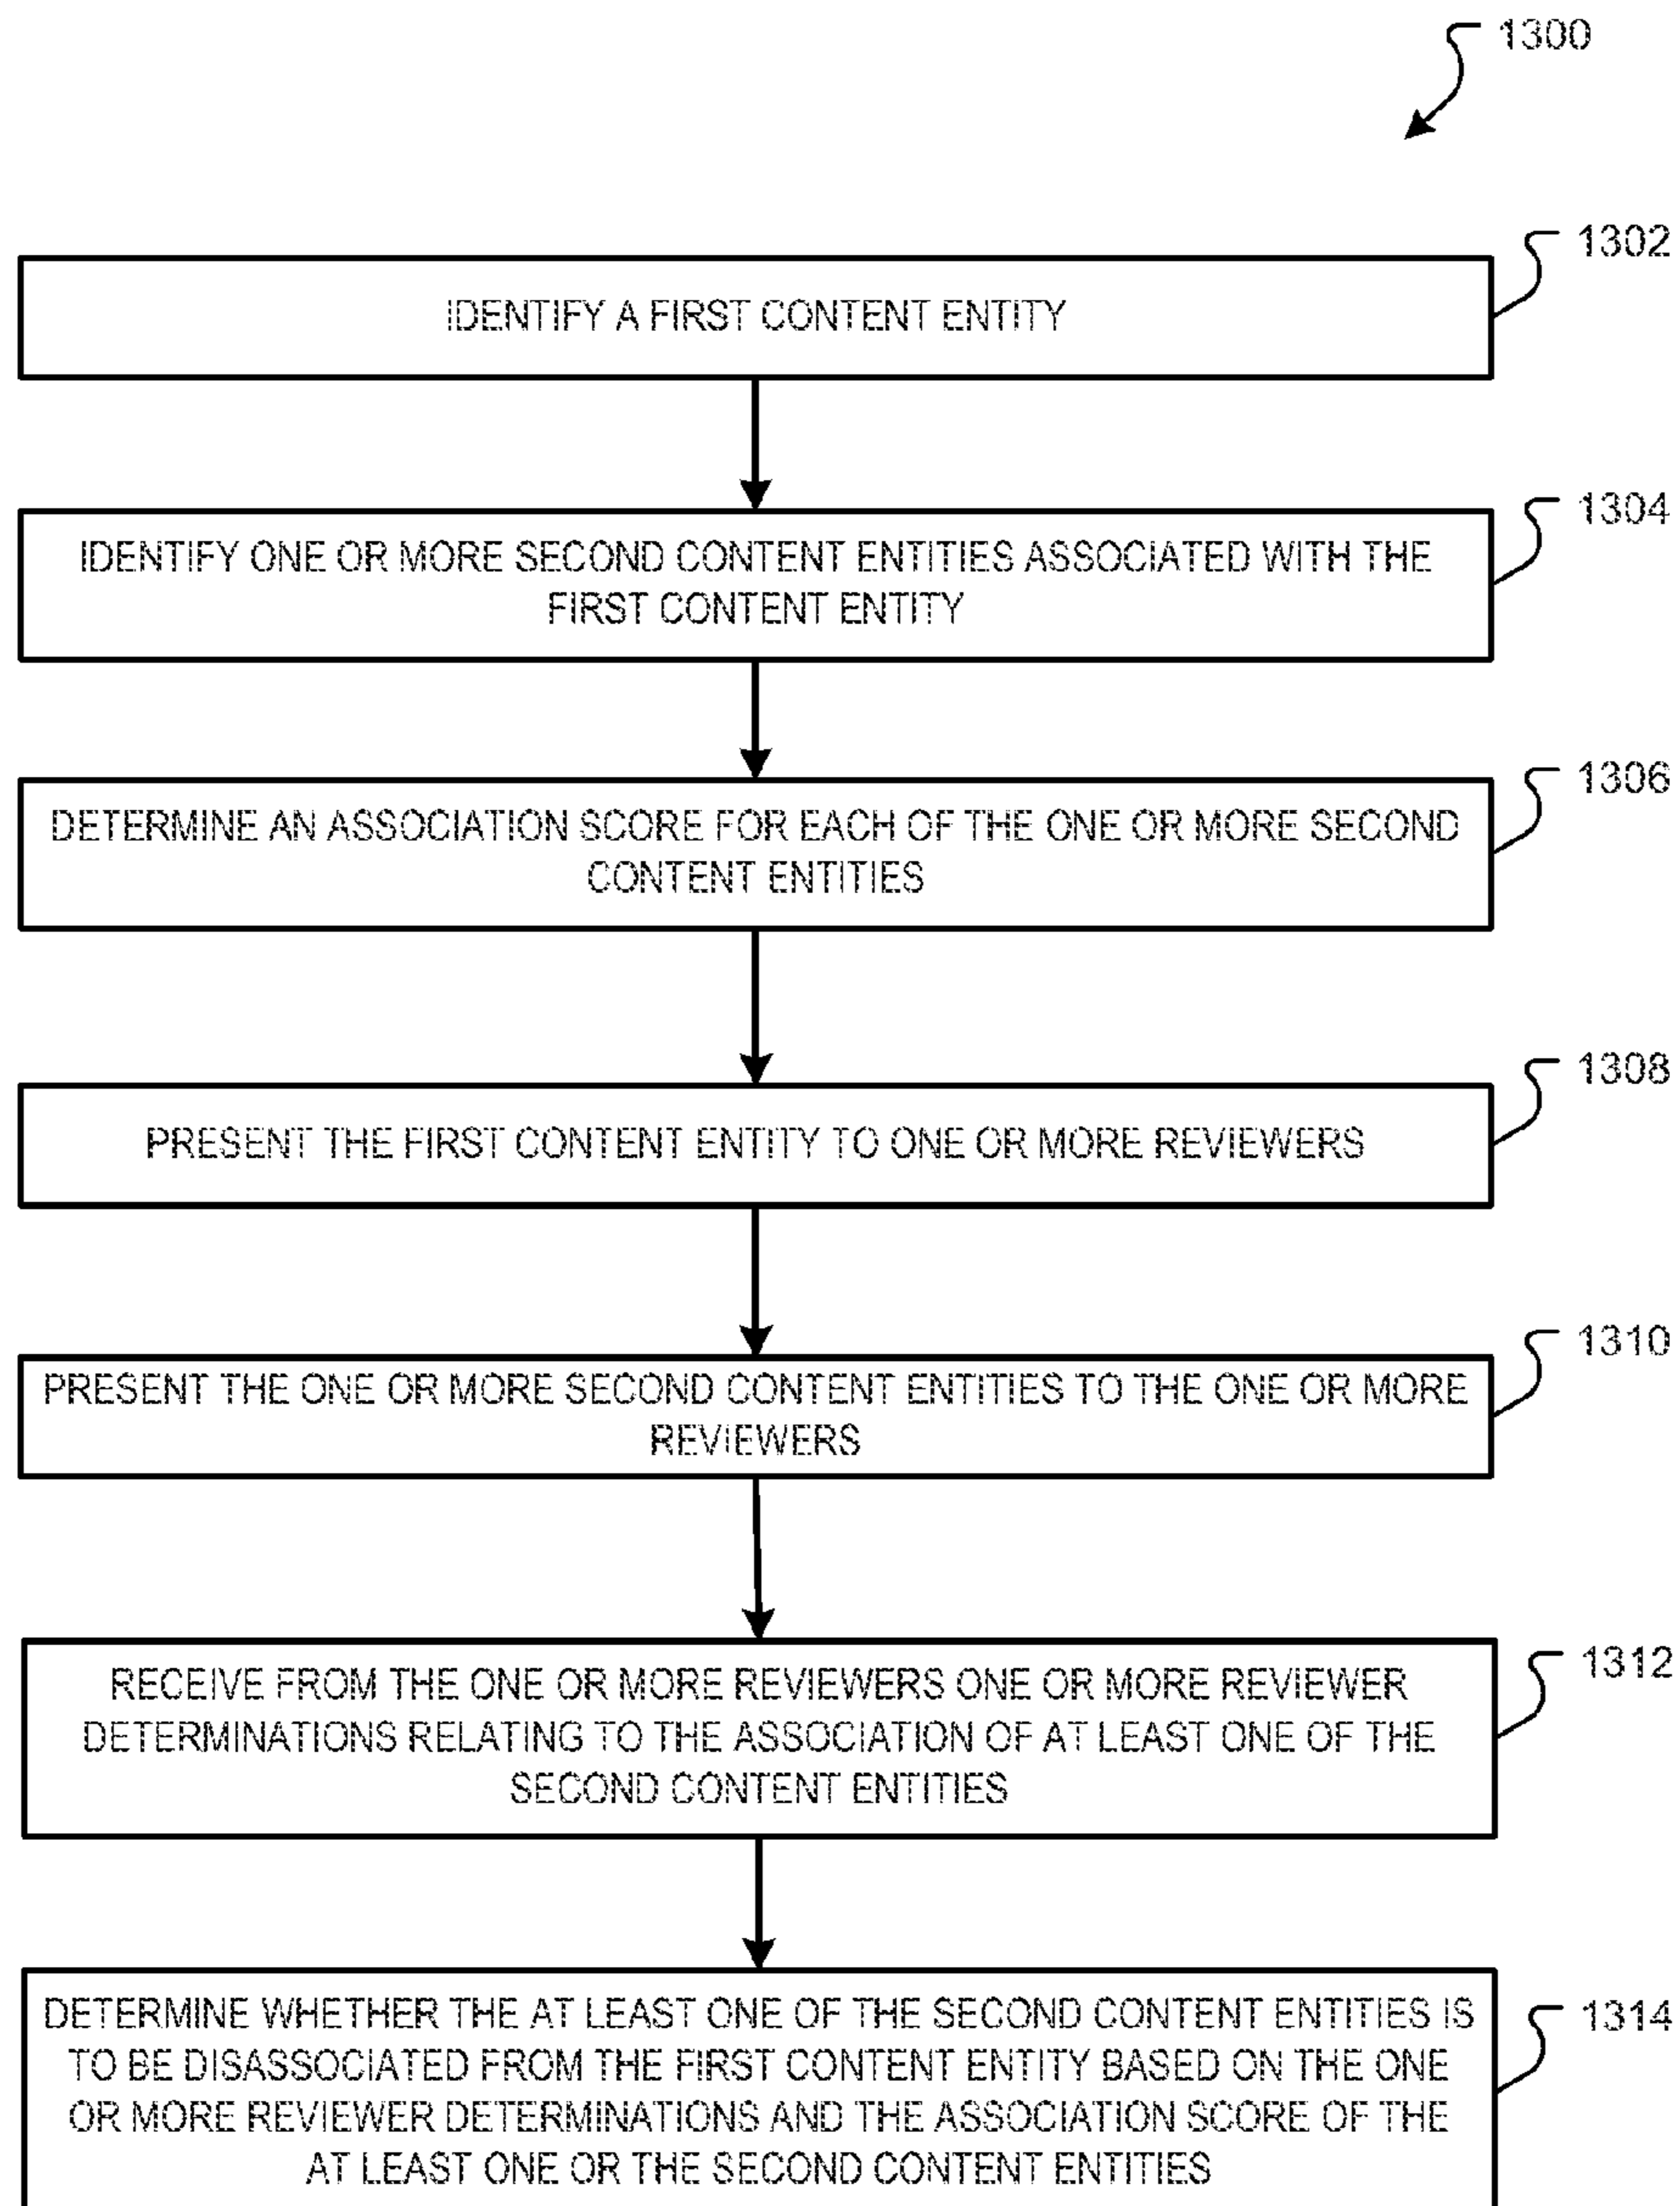 1300
1302
IDENTIFY A FIRST CONTENT ENTITY
1304
IDENTIFY ONE OR MORE SECOND CONTENT ENTITIES ASSOCIATED WITH THE
FIRST CONTENT ENTITY
1306
DETERMINE AN ASSOCIATION SCORE FOR EACH OF THE ONE OR MORE SECOND
CONTENT ENTITIES
1308
PRESENT THE FIRST CONTENT ENTITY TO ONE OR MORE REVIEWERS
1310
PRESENT THE ONE OR MORE SECOND CONTENT ENTITIES TO THE ONE OR MORE
REVIEWERS
1312
RECEIVE FROM THE ONE OR MORE REVIEWERS ONE OR MORE REVIEWER
DETERMINATIONS RELATING TO THE ASSOCIATION OF AT LEAST ONE OF THE
SECOND CONTENT ENTITIES
1314
DETERMINE WHETHER THE AT LEAST ONE OF THE SECOND CONTENT ENTITIES IS
TO BE DISASSOCIATED FROM THE FIRST CONTENT ENTITY BASED ON THE ONE
OR MORE REVIEWER DETERMINATIONS AND THE ASSOCIATION SCORE OF THE
AT LEAST ONE OR THE SECOND CONTENT ENTITIES